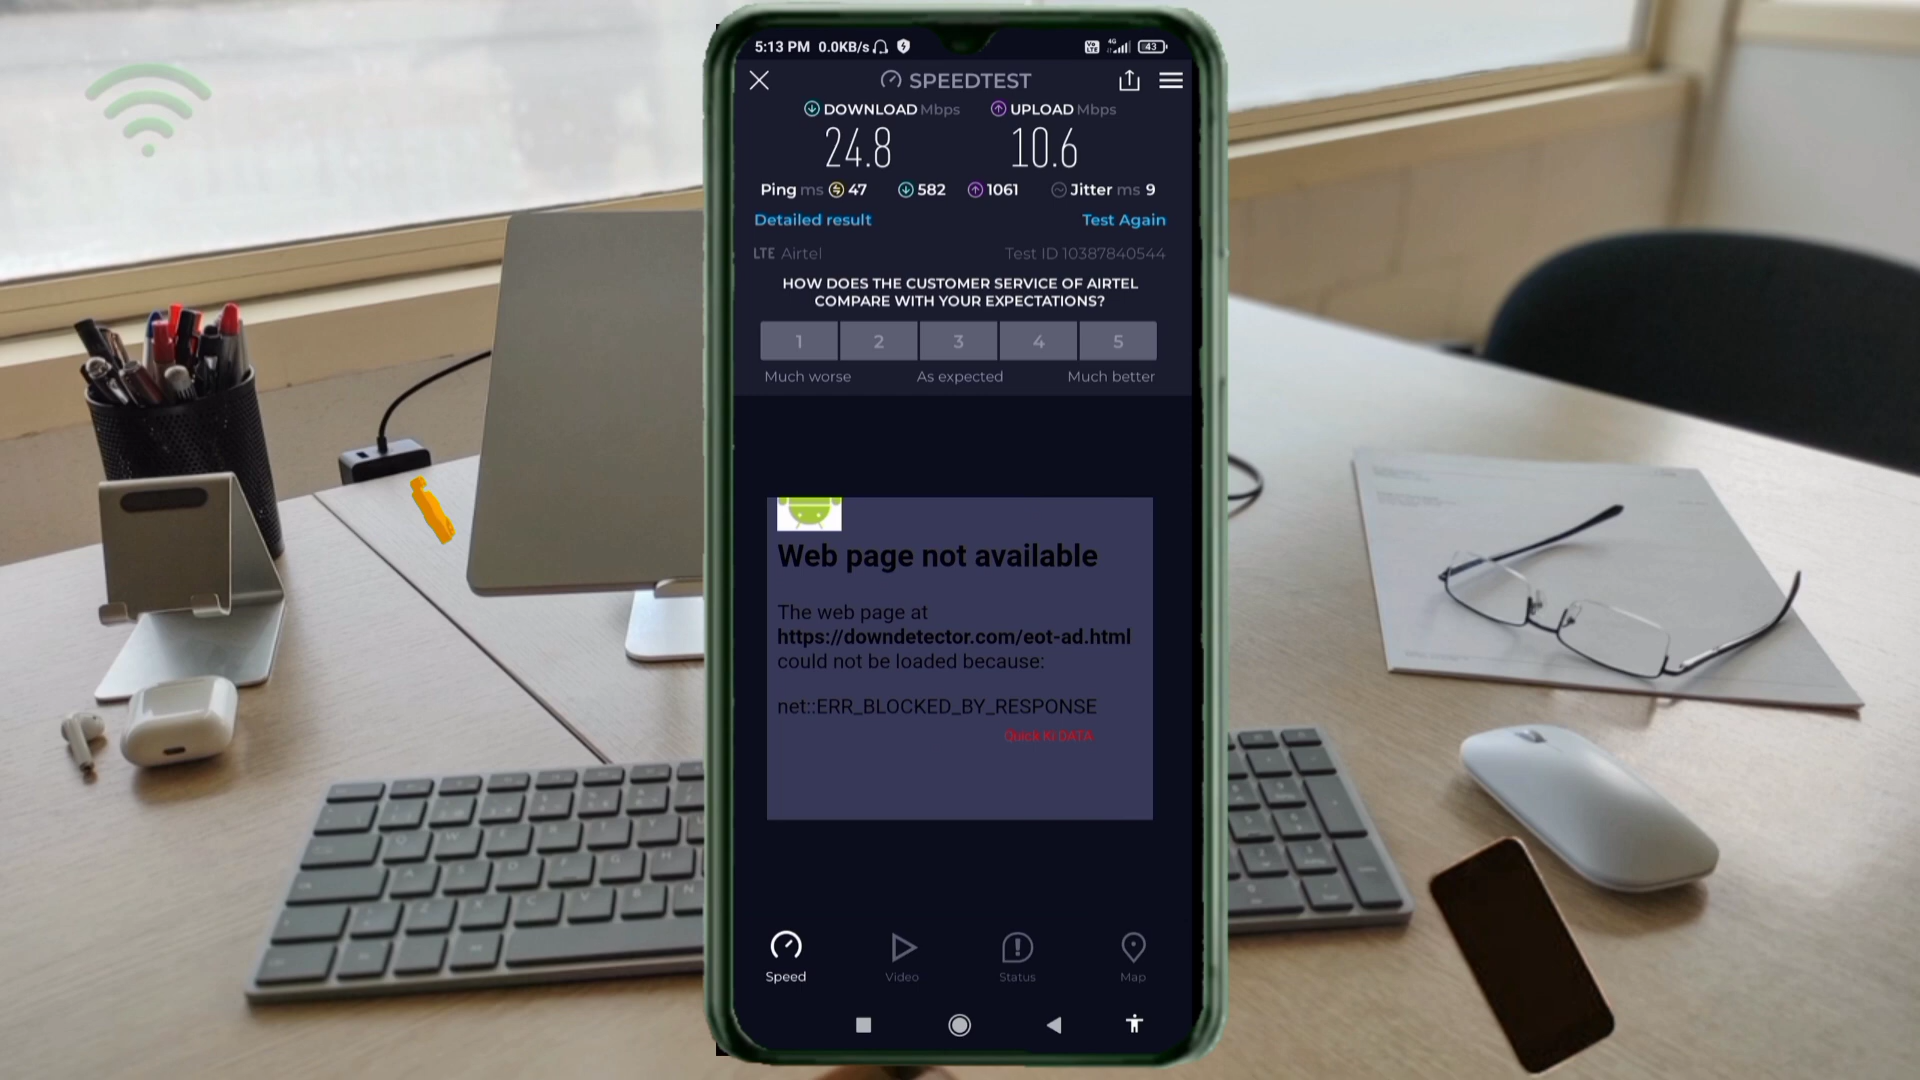 5:13 PM 0.0KB/s 4G 43
SPEEDTEST
DOWNLOAD Mbps UPLOAD Mbps
24.8 10.6
Ping ms 47 582 1061 Jitter ms 9
Detailed result Test Again
LTE Airtel Test ID 10387840544
HOW DOES THE CUSTOMER SERVICE OF AIRTEL
COMPARE WITH YOUR EXPECTATIONS?
1 2 3 4 5
Much worse As expected Much better
Web page not available
The web page at
https://downdetector.com/eot-ad.html
could not be loaded because:
net::ERR_BLOCKED_BY_RESPONSE
Quick Ki DATA
Speed Video Status Map